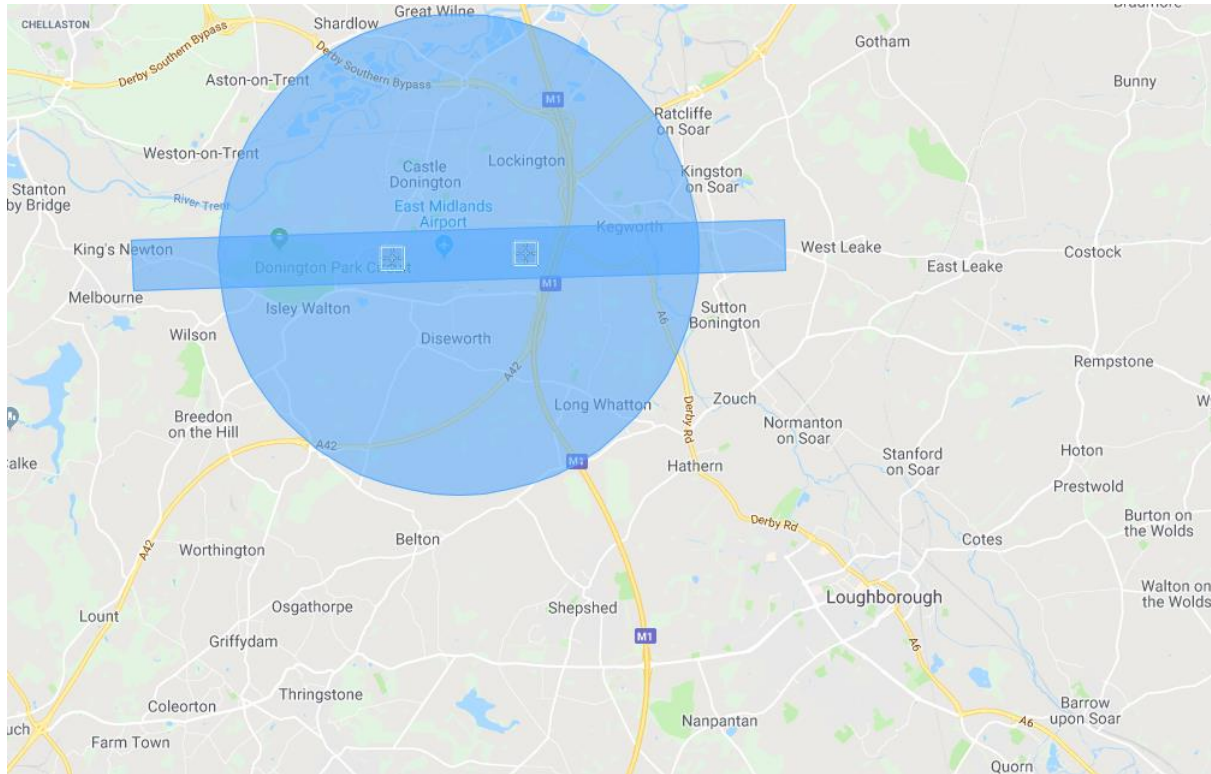 Great Wilne
CHELLASTON
Shardlow
Derby Southern Bypass
Derby Southern Bypass
Aston-on-Trent
Gotham
Bunny
M1
Ratcliffe
on Soar
Weston-on-Trent
Castle
Donington
Lockington
Kingston
on Soar
Stanton
by Bridge
River Trent
East Midlands
Airport
Kegworth
King's Newton
West Leake
Costock
Donington Park C
East Leake
M1
Melbourne
Isley Walton
Sutton
Bonington
A6
Wilson
Diseworth
Rempstone
A42
Long Whatton
Zouch
Breedon
on the Hill
Derby Rd
Normanton
on Soar
A42
Stanford
on Soar
Hoton
alke
M1
Hathern
Prestwold
Derby Rd
Burton on
the Wolds
A42
Worthington
Belton
Cotes
Walton on
the Wolds
Lount
Osgathorpe
Shepshed
Loughborough
Griffydam
M1
A6
Thringstone
Coleorton
Nanpantan
Barrow
upon Soar
A6
uch
Farm Town
Quorn